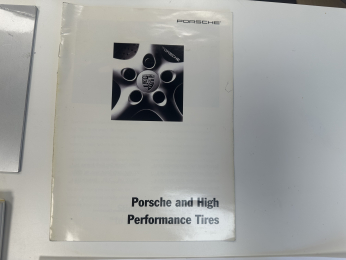 PORSCHE
Porsche and High
Performance Tires